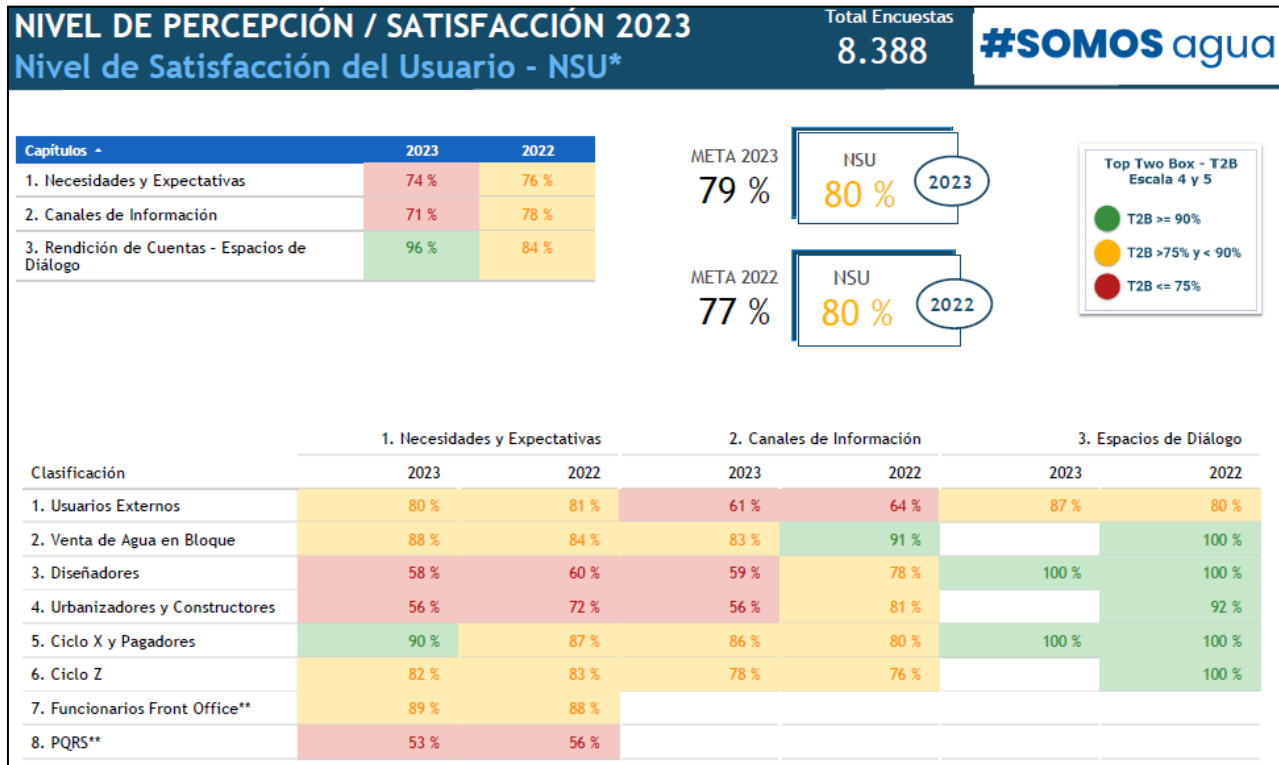 NIVEL DE PERCEPCIÓN / SATISFACCIÓN 2023
Nivel de Satisfacción del Usuario - NSU*
Total Encuestas
8.388
#SOMOS agua
Capítulos 2023 2022
1. Necesidades y Expectativas 74 % 76 %
2. Canales de Información 71 % 78 %
3. Rendición de Cuentas - Espacios de
Diálogo 96 % 84 %
META 2023
79 %
NSU
80 %
2023
META 2022
77 %
NSU
80 %
2022
Top Two Box - T2B
Escala 4 y 5
T2B >= 90%
T2B >75% y < 90%
T2B <= 75%
1. Necesidades y Expectativas 2. Canales de Información 3. Espacios de Diálogo
Clasificación 2023 2022 2023 2022 2023 2022
1. Usuarios Externos 80 % 81 % 61 % 64 % 87 % 80 %
2. Venta de Agua en Bloque 88 % 84 % 83 % 91 % 100 %
3. Diseñadores 58 % 60 % 59 % 78 % 100 % 100 %
4. Urbanizadores y Constructores 56 % 72 % 56 % 81 % 92 %
5. Ciclo X y Pagadores 90 % 87 % 86 % 80 % 100 % 100 %
6. Ciclo Z 82 % 83 % 78 % 76 % 100 %
7. Funcionarios Front Office** 89 % 88 %
8. PQRS** 53 % 56 %